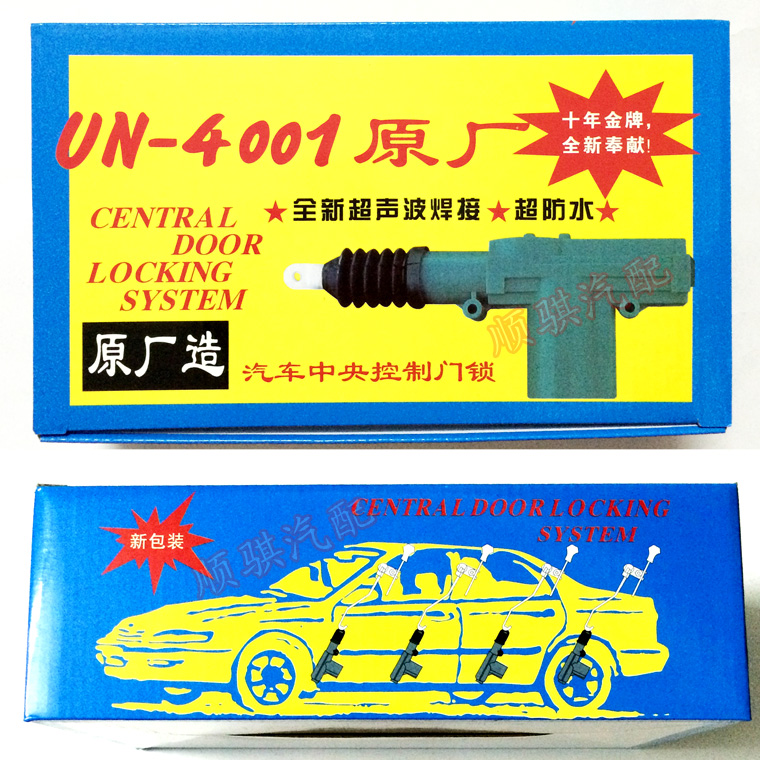 UN-4001原厂
十年金牌,
全新奉献!
CENTRAL
DOOR
LOCKING
SYSTEM
★全新超声波焊接★超防水★
顺骐汽配
原厂造
汽车中央控制门锁
CENTRAL DOOR LOCKING
SYSTEM
新包装
顺骐汽配